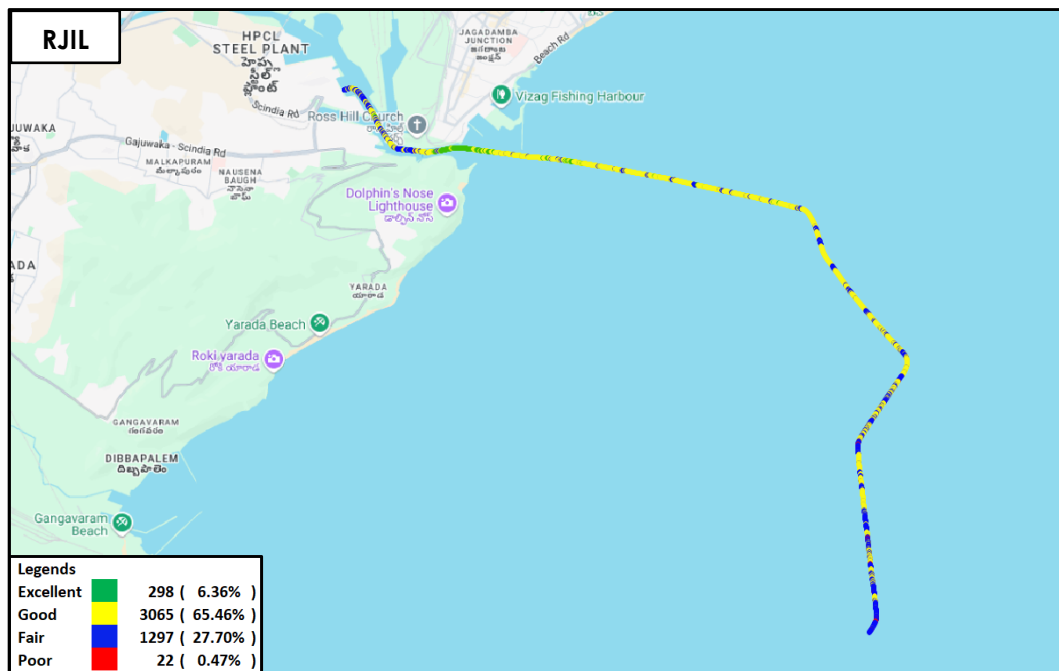 RJIL
HPCL
STEEL PLANT
JAGADAMBA
JUNCTION
Beach Rd
Scindia Rd
Vizag Fishing Harbour
Ross Hill Church
JUWAKA
Gajuwaka - Scindia Rd
MALKAPURAM
NAUSENA
BAUGH
Dolphin's Nose
Lighthouse
ADA
YARADA
Yarada Beach
Roki yarada
GANGAVARAM
DIBBAPALEM
Gangavaram
Beach
Legends
Excellent 298 ( 6.36% )
Good 3065 ( 65.46% )
Fair 1297 ( 27.70% )
Poor 22 ( 0.47% )